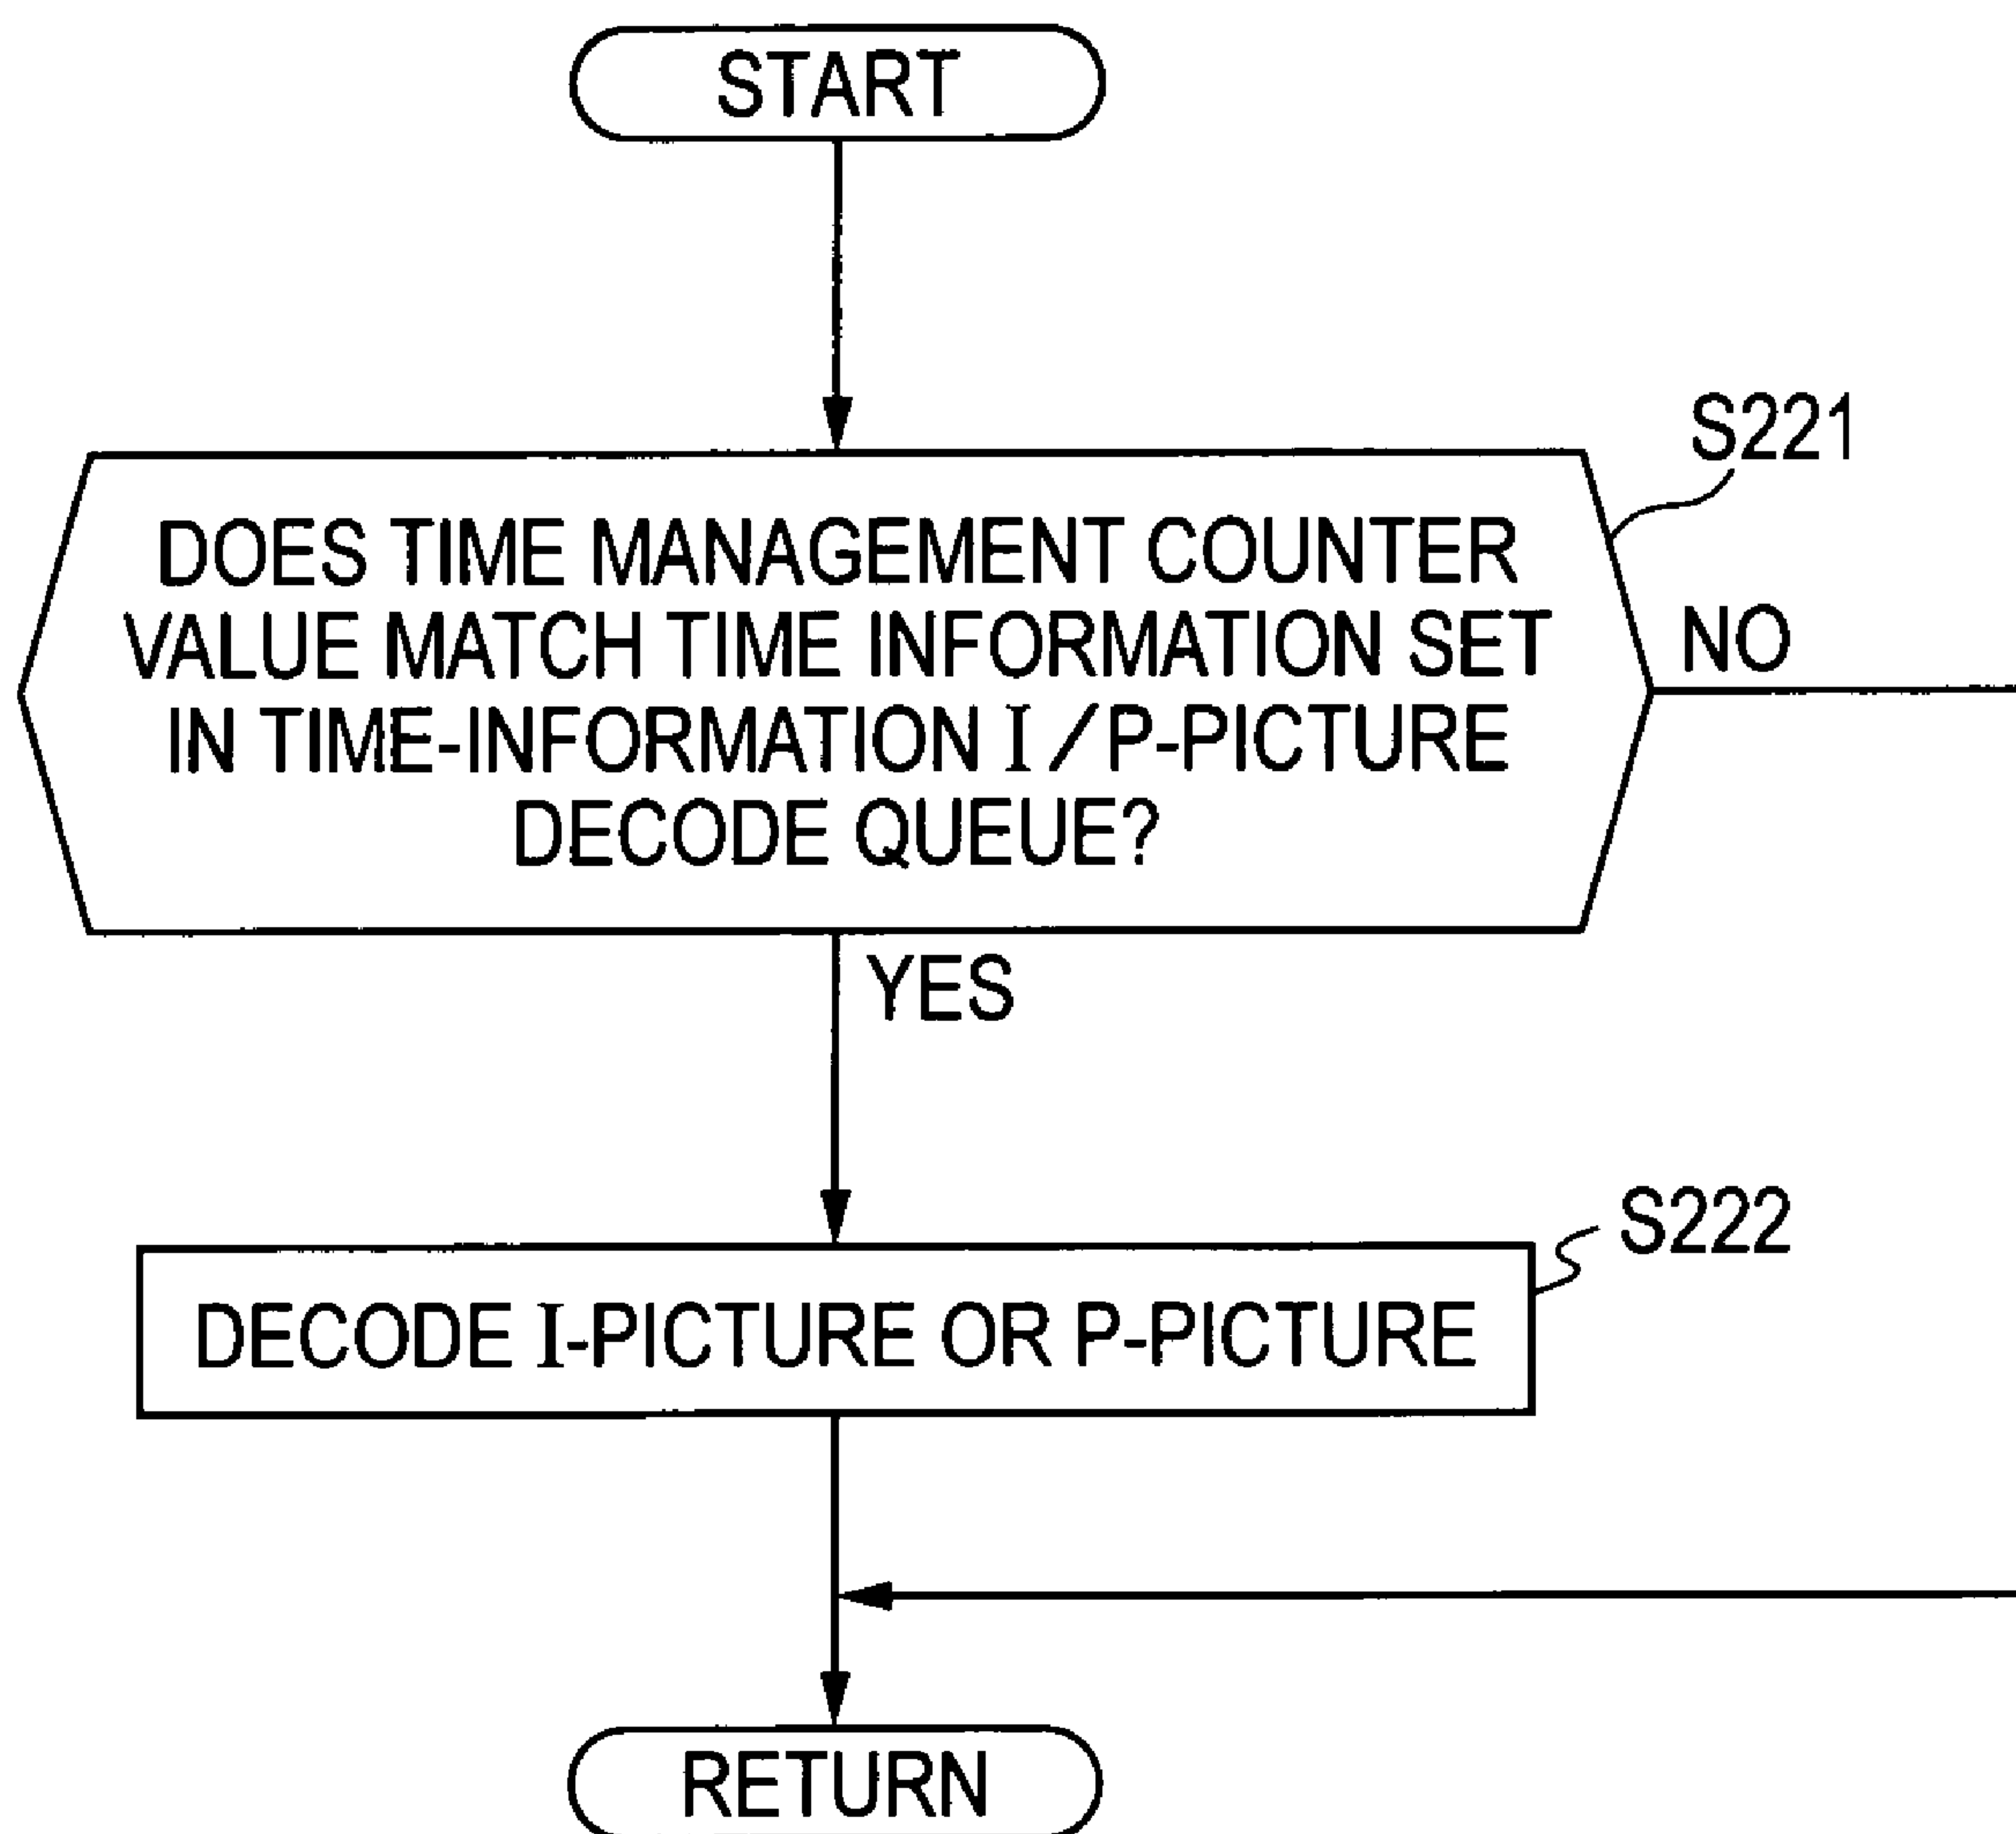 START
S221
DOES TIME MANAGEMENT COUNTER
VALUE MATCH TIME INFORMATION SET
IN TIME-INFORMATION I/P-PICTURE
DECODE QUEUE?
NO
YES
S222
DECODE I-PICTURE OR P-PICTURE
RETURN